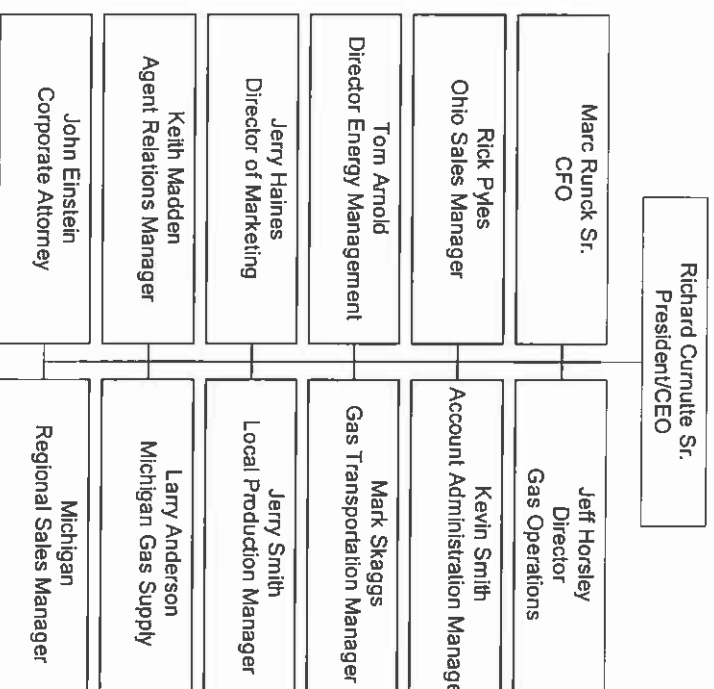 Richard Curnutte Sr.
President/CEO
Marc Runck Sr.
CFO
Jeff Horsley
Director
Gas Operations
Rick Pyles
Ohio Sales Manager
Kevin Smith
Account Administration Manage
Tom Arnold
Director Energy Management
Mark Skaggs
Gas Transportation Manager
Jerry Haines
Director of Marketing
Jerry Smith
Local Production Manager
Keith Madden
Agent Relations Manager
Larry Anderson
Michigan Gas Supply
John Einstein
Corporate Attorney
Michigan
Regional Sales Manager